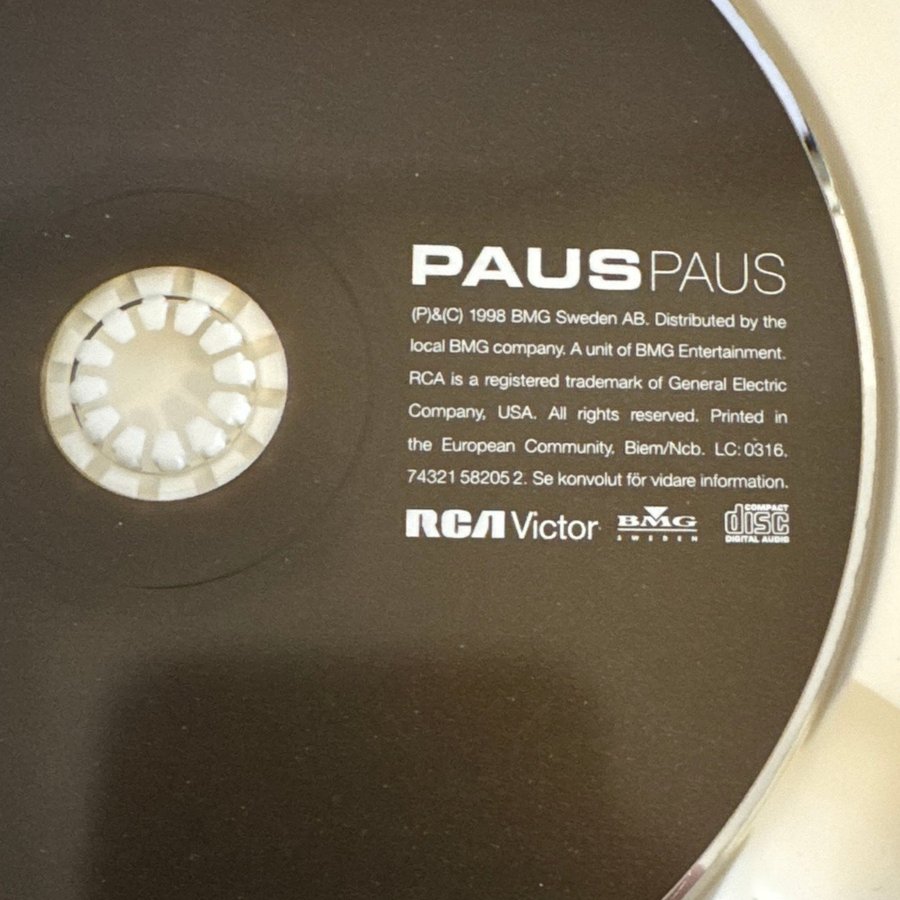 PAUSPAUS
(P)&(C) 1998 BMG Sweden AB. Distributed by the
local BMG company. A unit of BMG Entertainment.
RCA is a registered trademark of General Electric
Company, USA. All rights reserved. Printed in
the European Community, Biem/Ncb. LC: 0316.
74321 58205 2. Se konvolut för vidare information.
RCA Victor BMG SWEDEN COMPACT disc DIGITAL AUDIO